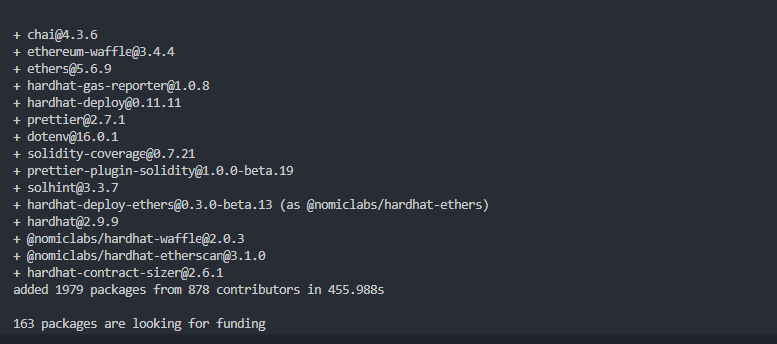 + chai@4.3.6
+ ethereum-waffle@3.4.4
+ ethers@5.6.9
+ hardhat-gas-reporter@1.0.8
+ hardhat-deploy@0.11.11
+ prettier@2.7.1
+ dotenv@16.0.1
+ solidity-coverage@0.7.21
+ prettier-plugin-solidity@1.0.0-beta.19
+ solhint@3.3.7
+ hardhat-deploy-ethers@0.3.0-beta.13 (as @nomiclabs/hardhat-ethers)
+ hardhat@2.9.9
+ @nomiclabs/hardhat-waffle@2.0.3
+ @nomiclabs/hardhat-etherscan@3.1.0
+ hardhat-contract-sizer@2.6.1
added 1979 packages from 878 contributors in 455.988s
163 packages are looking for funding